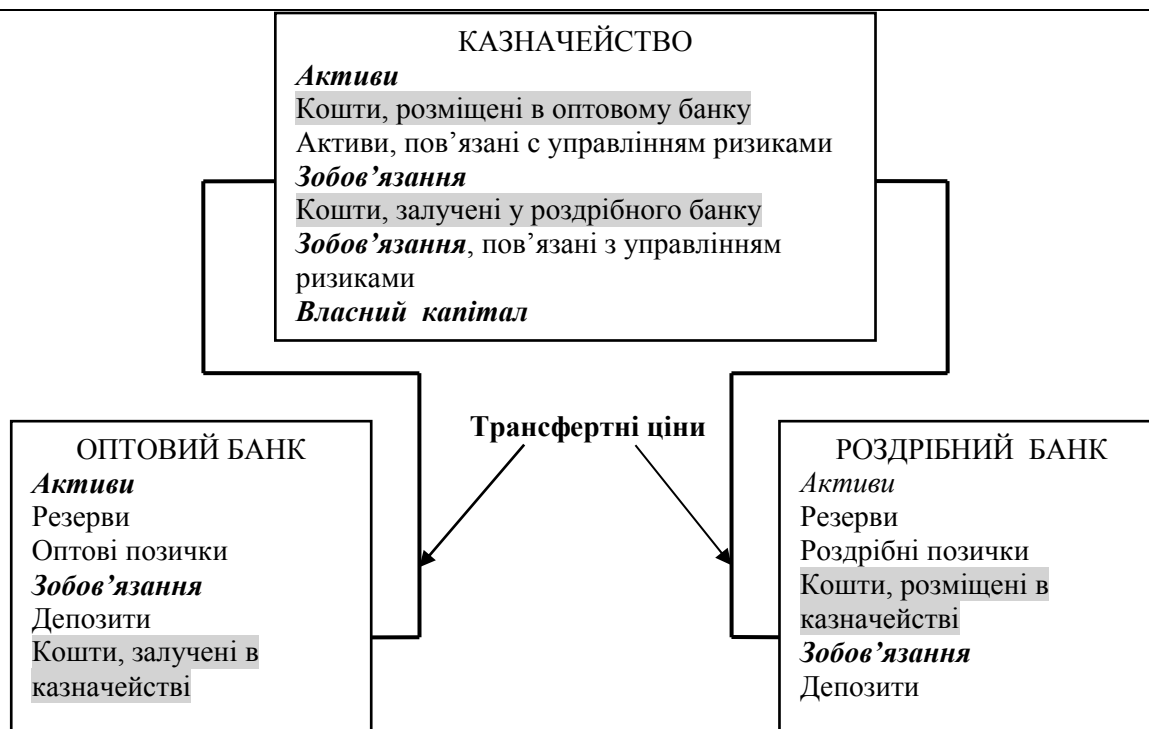 КАЗНАЧЕЙСТВО
Активи
Кошти, розміщені в оптовому банку
Активи, пов’язані с управлінням ризиками
Зобов’язання
Кошти, залучені у роздрібного банку
Зобов’язання, пов’язані з управлінням
ризиками
Власний капітал
Трансфертні ціни
ОПТОВИЙ БАНК
Активи
Резерви
Оптові позички
Зобов’язання
Депозити
Кошти, залучені в
казначействі
РОЗДРІБНИЙ БАНК
Активи
Резерви
Роздрібні позички
Кошти, розміщені в
казначействі
Зобов’язання
Депозити